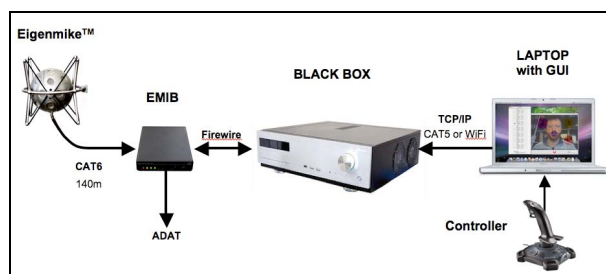 Eigenmike™
EMIB
BLACK BOX
LAPTOP
with GUI
Firewire
TCP/IP
CAT5 or WiFi
CAT6
140m
ADAT
Controller